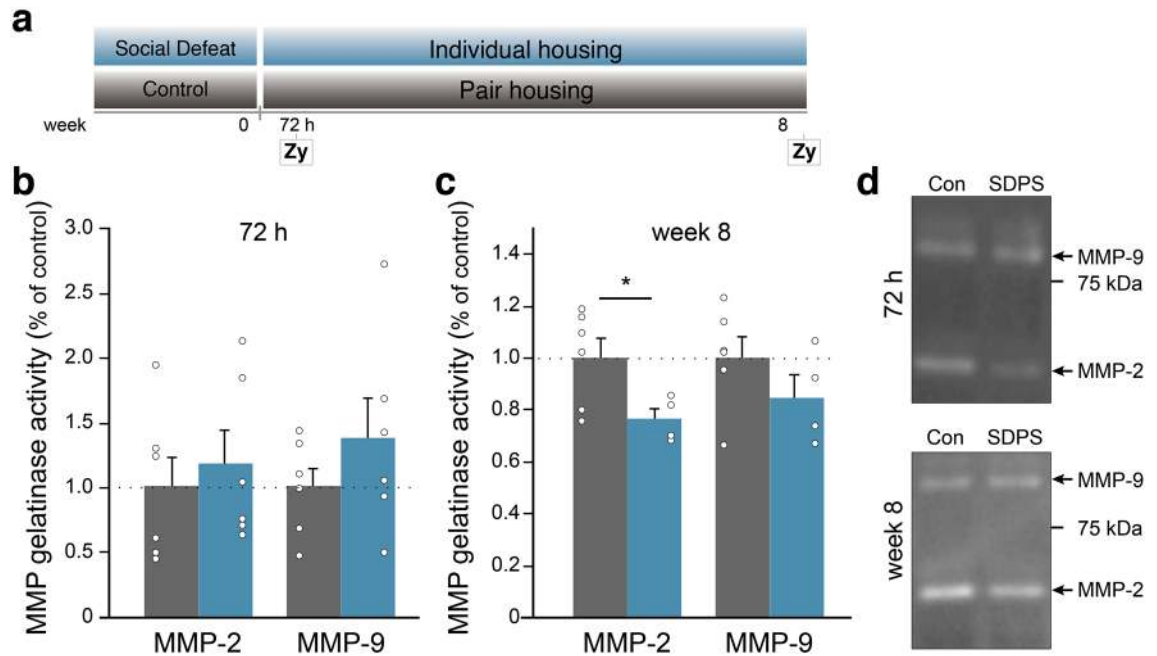 a
Social Defeat
Individual housing
Control
Pair housing
week
0
72 h
8
Zy
Zy
b
MMP gelatinase activity (% of control)
72 h
3.0
2.5
2.0
1.5
1.0
0.5
0
MMP-2
MMP-9
c
MMP gelatinase activity (% of control)
week 8
1.4
1.2
1.0
0.8
0.6
0.4
0.2
0
*
MMP-2
MMP-9
d
Con SDPS
72 h
MMP-9
75 kDa
MMP-2
Con SDPS
week 8
MMP-9
75 kDa
MMP-2